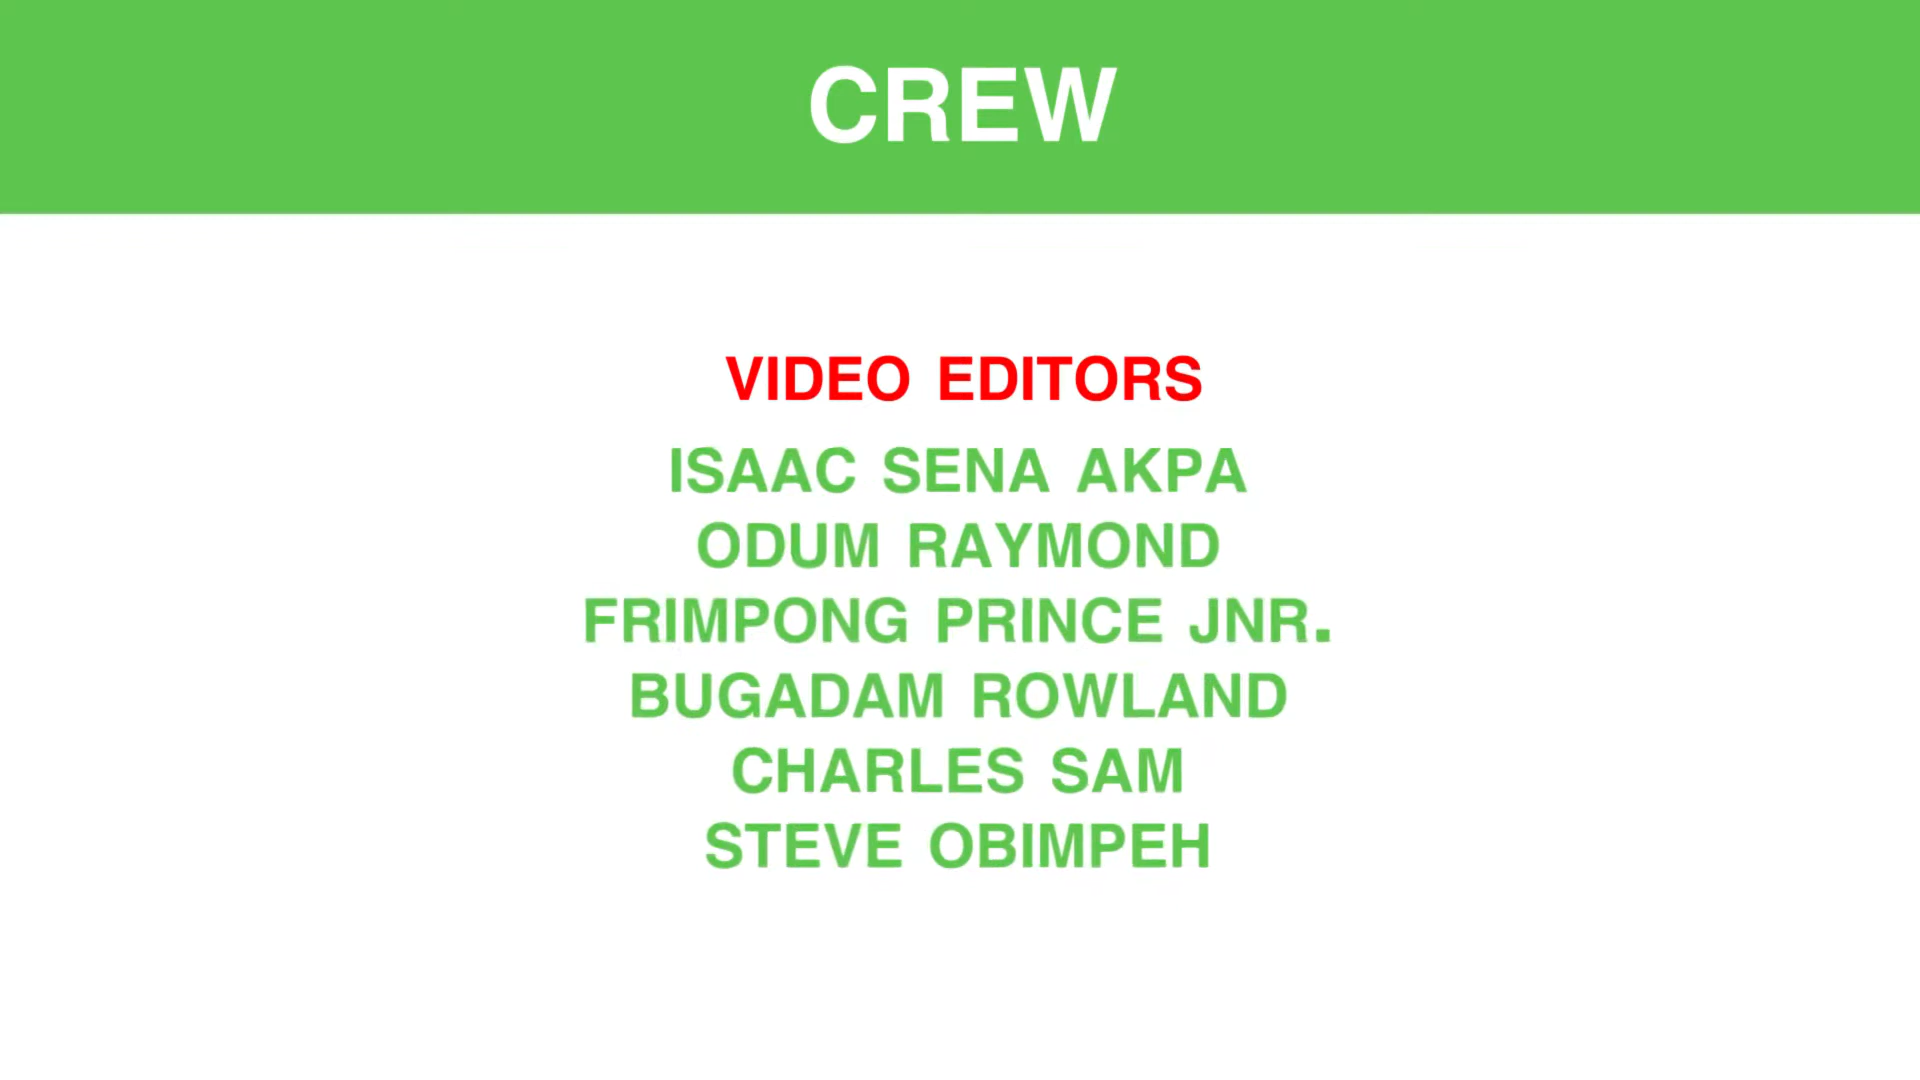 CREW
VIDEO EDITORS
ISAAC SENA AKPA
ODUM RAYMOND
FRIMPONG PRINCE JNR.
BUGADAM ROWLAND
CHARLES SAM
STEVE OBIMPEH